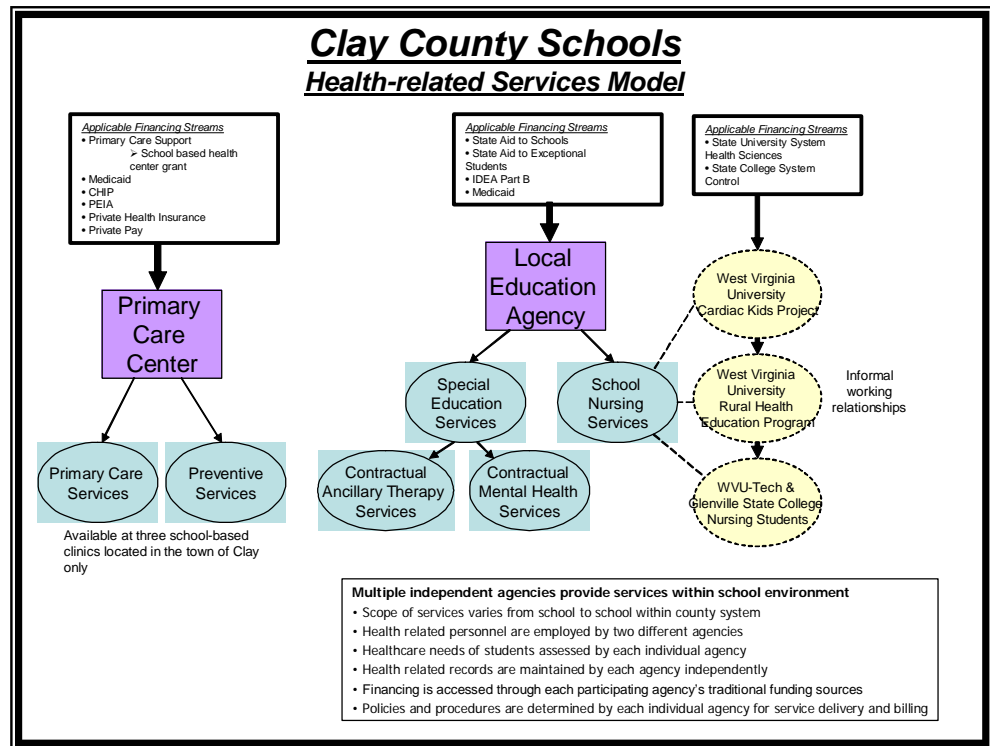 Clay County Schools
Health-related Services Model
Applicable Financing Streams
• Primary Care Support
➢ School based health
center grant
• Medicaid
• CHIP
• PEIA
• Private Health Insurance
• Private Pay
Applicable Financing Streams
• State Aid to Schools
• State Aid to Exceptional
Students
• IDEA Part B
• Medicaid
Applicable Financing Streams
• State University System
Health Sciences
• State College System
Control
Primary
Care
Center
Local
Education
Agency
West Virginia
University
Cardiac Kids Project
Special
Education
Services
School
Nursing
Services
West Virginia
University
Rural Health
Education Program
Informal
working
relationships
Primary Care
Services
Preventive
Services
Contractual
Ancillary Therapy
Services
Contractual
Mental Health
Services
WVU-Tech &
Glenville State College
Nursing Students
Available at three school-based
clinics located in the town of Clay
only
Multiple independent agencies provide services within school environment
• Scope of services varies from school to school within county system
• Health related personnel are employed by two different agencies
• Healthcare needs of students assessed by each individual agency
• Health related records are maintained by each agency independently
• Financing is accessed through each participating agency's traditional funding sources
• Policies and procedures are determined by each individual agency for service delivery and billing